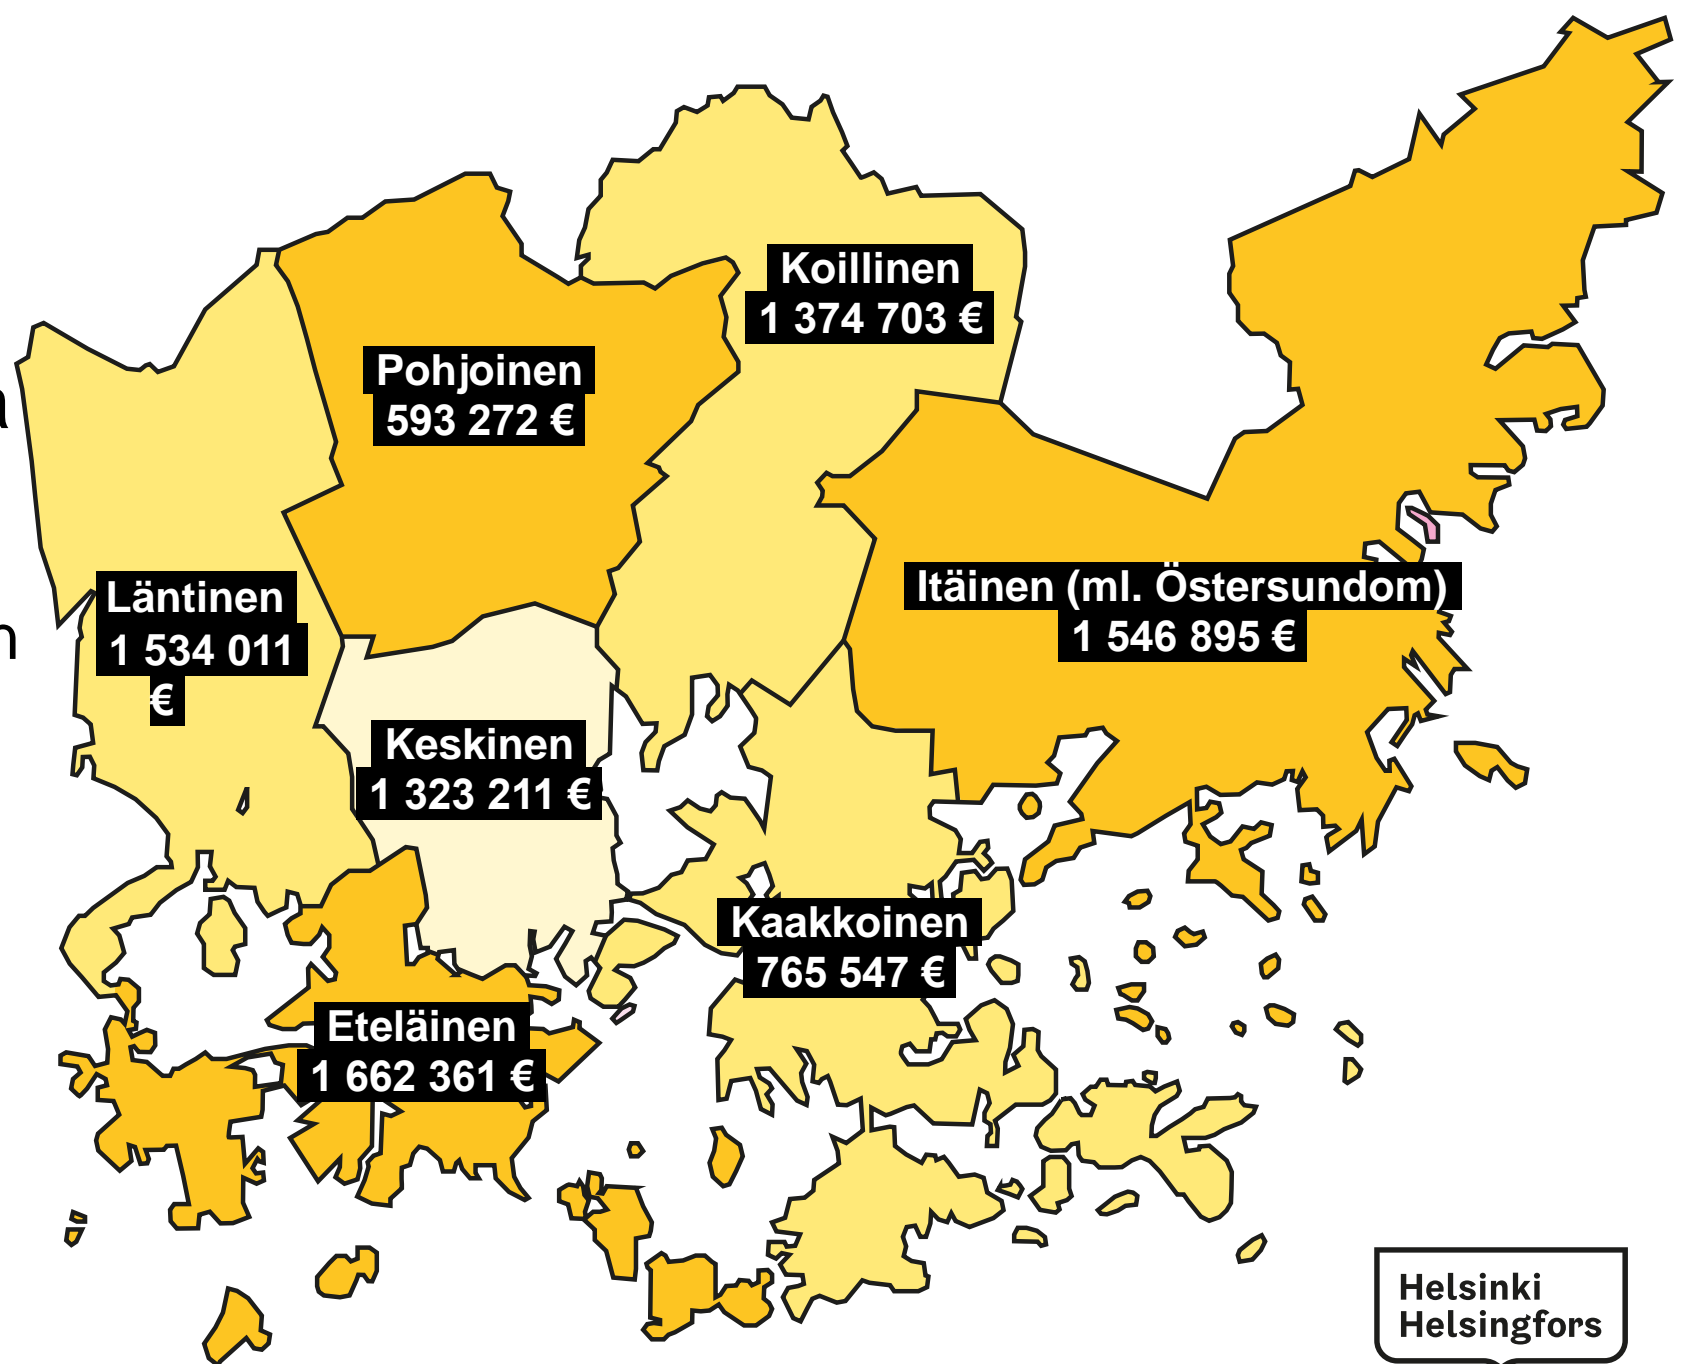 Koillinen
1 374 703 €
Pohjoinen
593 272 €
a
Itäinen (ml. Östersundom)
1 546 895 €
Läntinen
1 534 011
€
n
Keskinen
1 323 211 €
Kaakkoinen
765 547 €
Eteläinen
1 662 361 €
Helsinki
Helsingfors